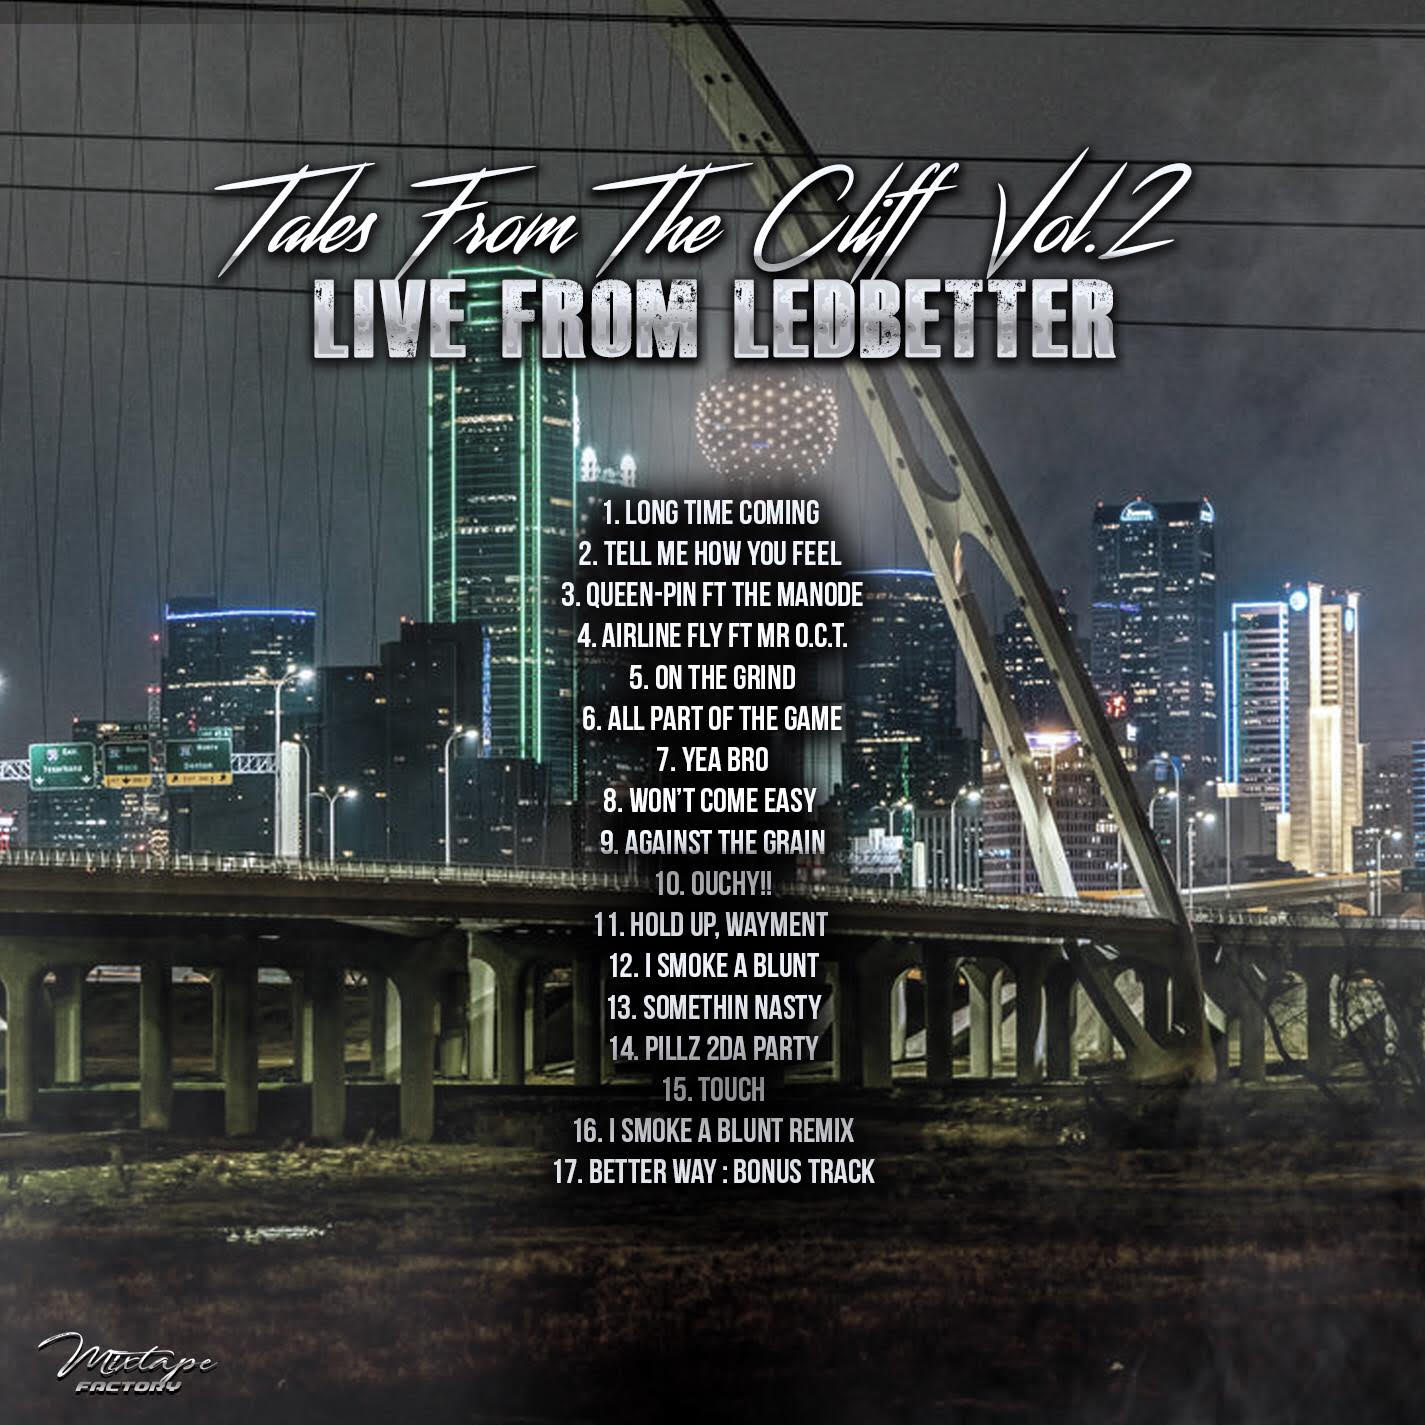 Tales From The Cliff Vol.2
LIVE FROM LEDBETTER
1. LONG TIME COMING
2. TELL ME HOW YOU FEEL
3. QUEEN-PIN FT THE MANODE
4. AIRLINE FLY FT MR O.C.T.
5. ON THE GRIND
6. ALL PART OF THE GAME
7. YEA BRO
8. WON'T COME EASY
9. AGAINST THE GRAIN
10. OUCHY!!
11. HOLD UP, WAYMENT
12. I SMOKE A BLUNT
13. SOMETHIN NASTY
14. PILLZ 2DA PARTY
15. TOUCH
16. I SMOKE A BLUNT REMIX
17. BETTER WAY : BONUS TRACK
East
Texarkana
Waco
Denton
Mixtape
FACTORY